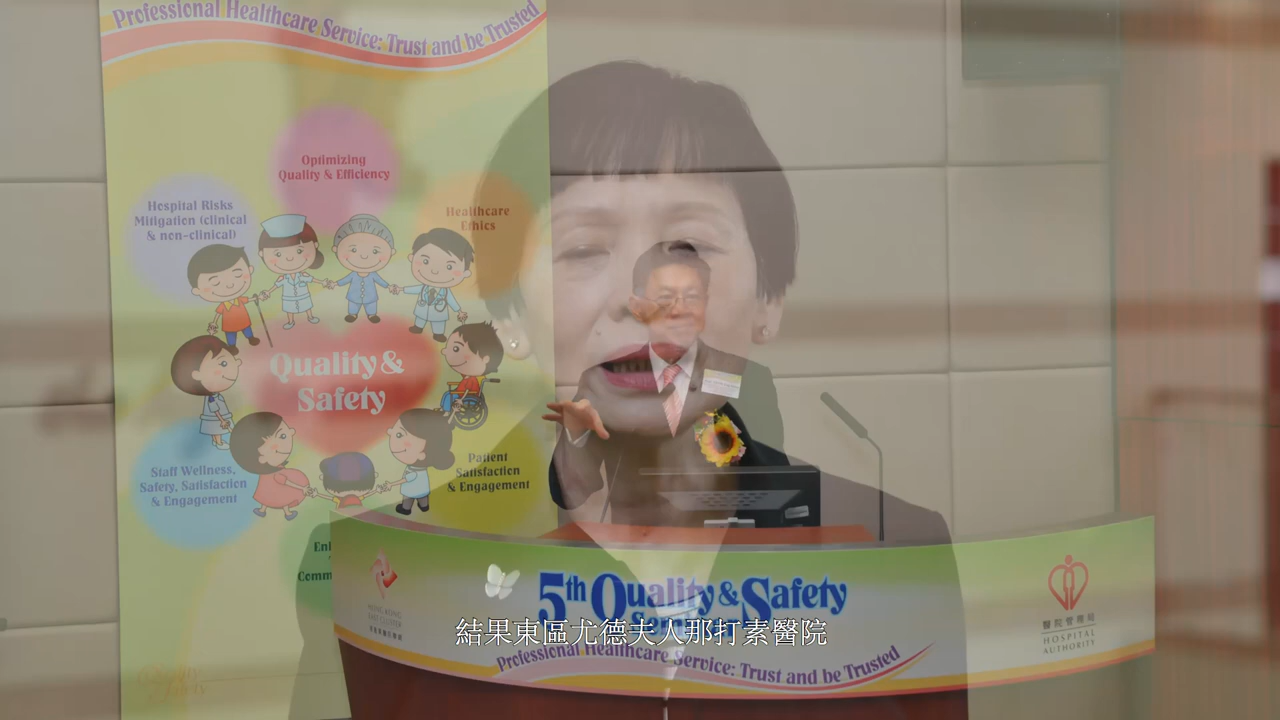 Professional Healthcare Service: Trust and be Trusted
Optimizing
Quality & Efficiency
Hospital Risks
Mitigation (clinical
& non-clinical)
Healthcare
Ethics
Quality &
Safety
Staff Wellness,
Safety, Satisfaction
& Engagement
Patient
Satisfaction
& Engagement
5th Quality & Safety
Professional Healthcare Service: Trust and be Trusted
醫院管理局
HOSPITAL
AUTHORITY
結果東區尤德夫人那打素醫院